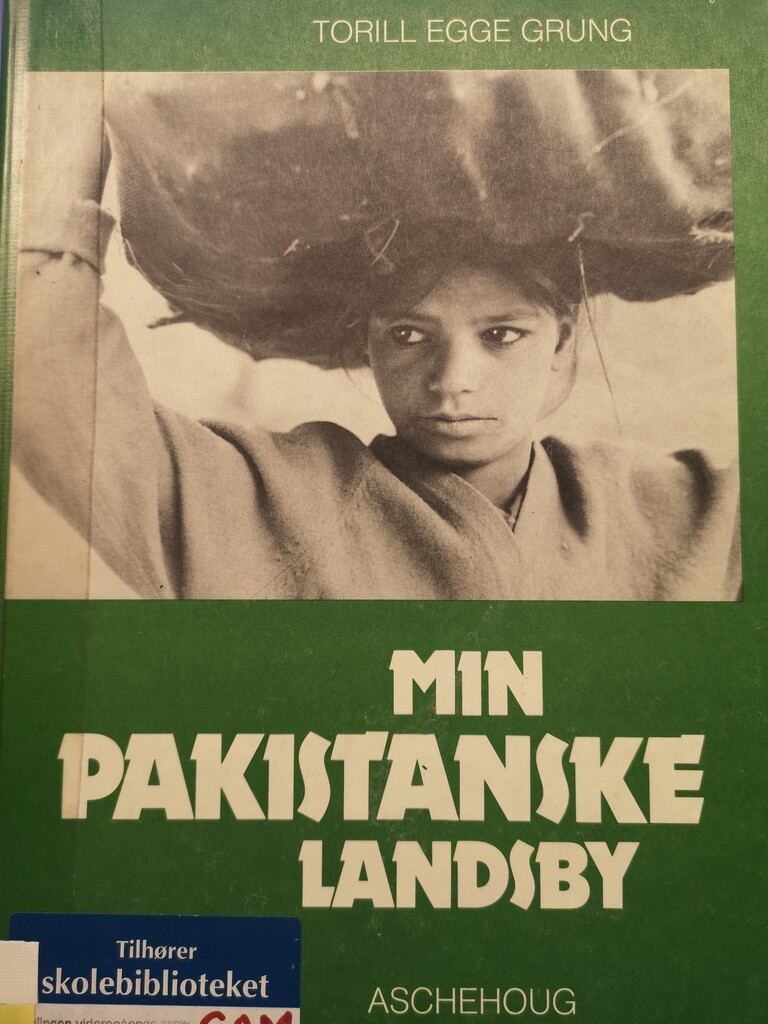 TORILL EGGE GRUNG
MIN
PAKISTANSKE
LANDSBY
Tilhører
skolebiblioteket
ASCHEHOUG